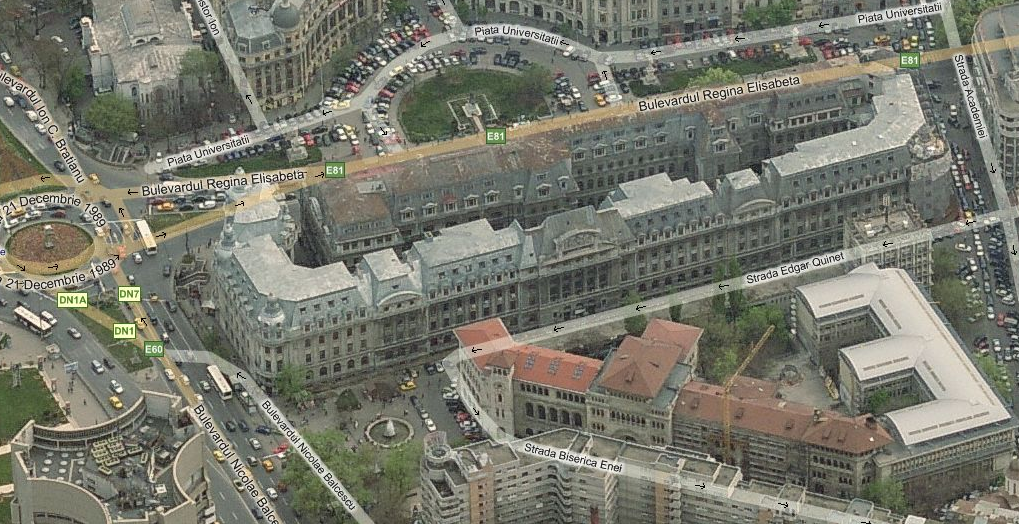 Piata Universitatii
Piata Universitatii
E81
Bulevardul Regina Elisabeta
Strada Academiei
E81
Piata Universitatii
E81
Bulevardul Regina Elisabeta
Bulevardul Ion C. Bratianu
21 Decembrie 1989
21 Decembrie 1989
Strada Edgar Quinet
DN1A
DN7
DN1
E60
Bulevardul Nicolae Balcescu
Bulevardul Nicolae Balcescu
Strada Biserica Enei